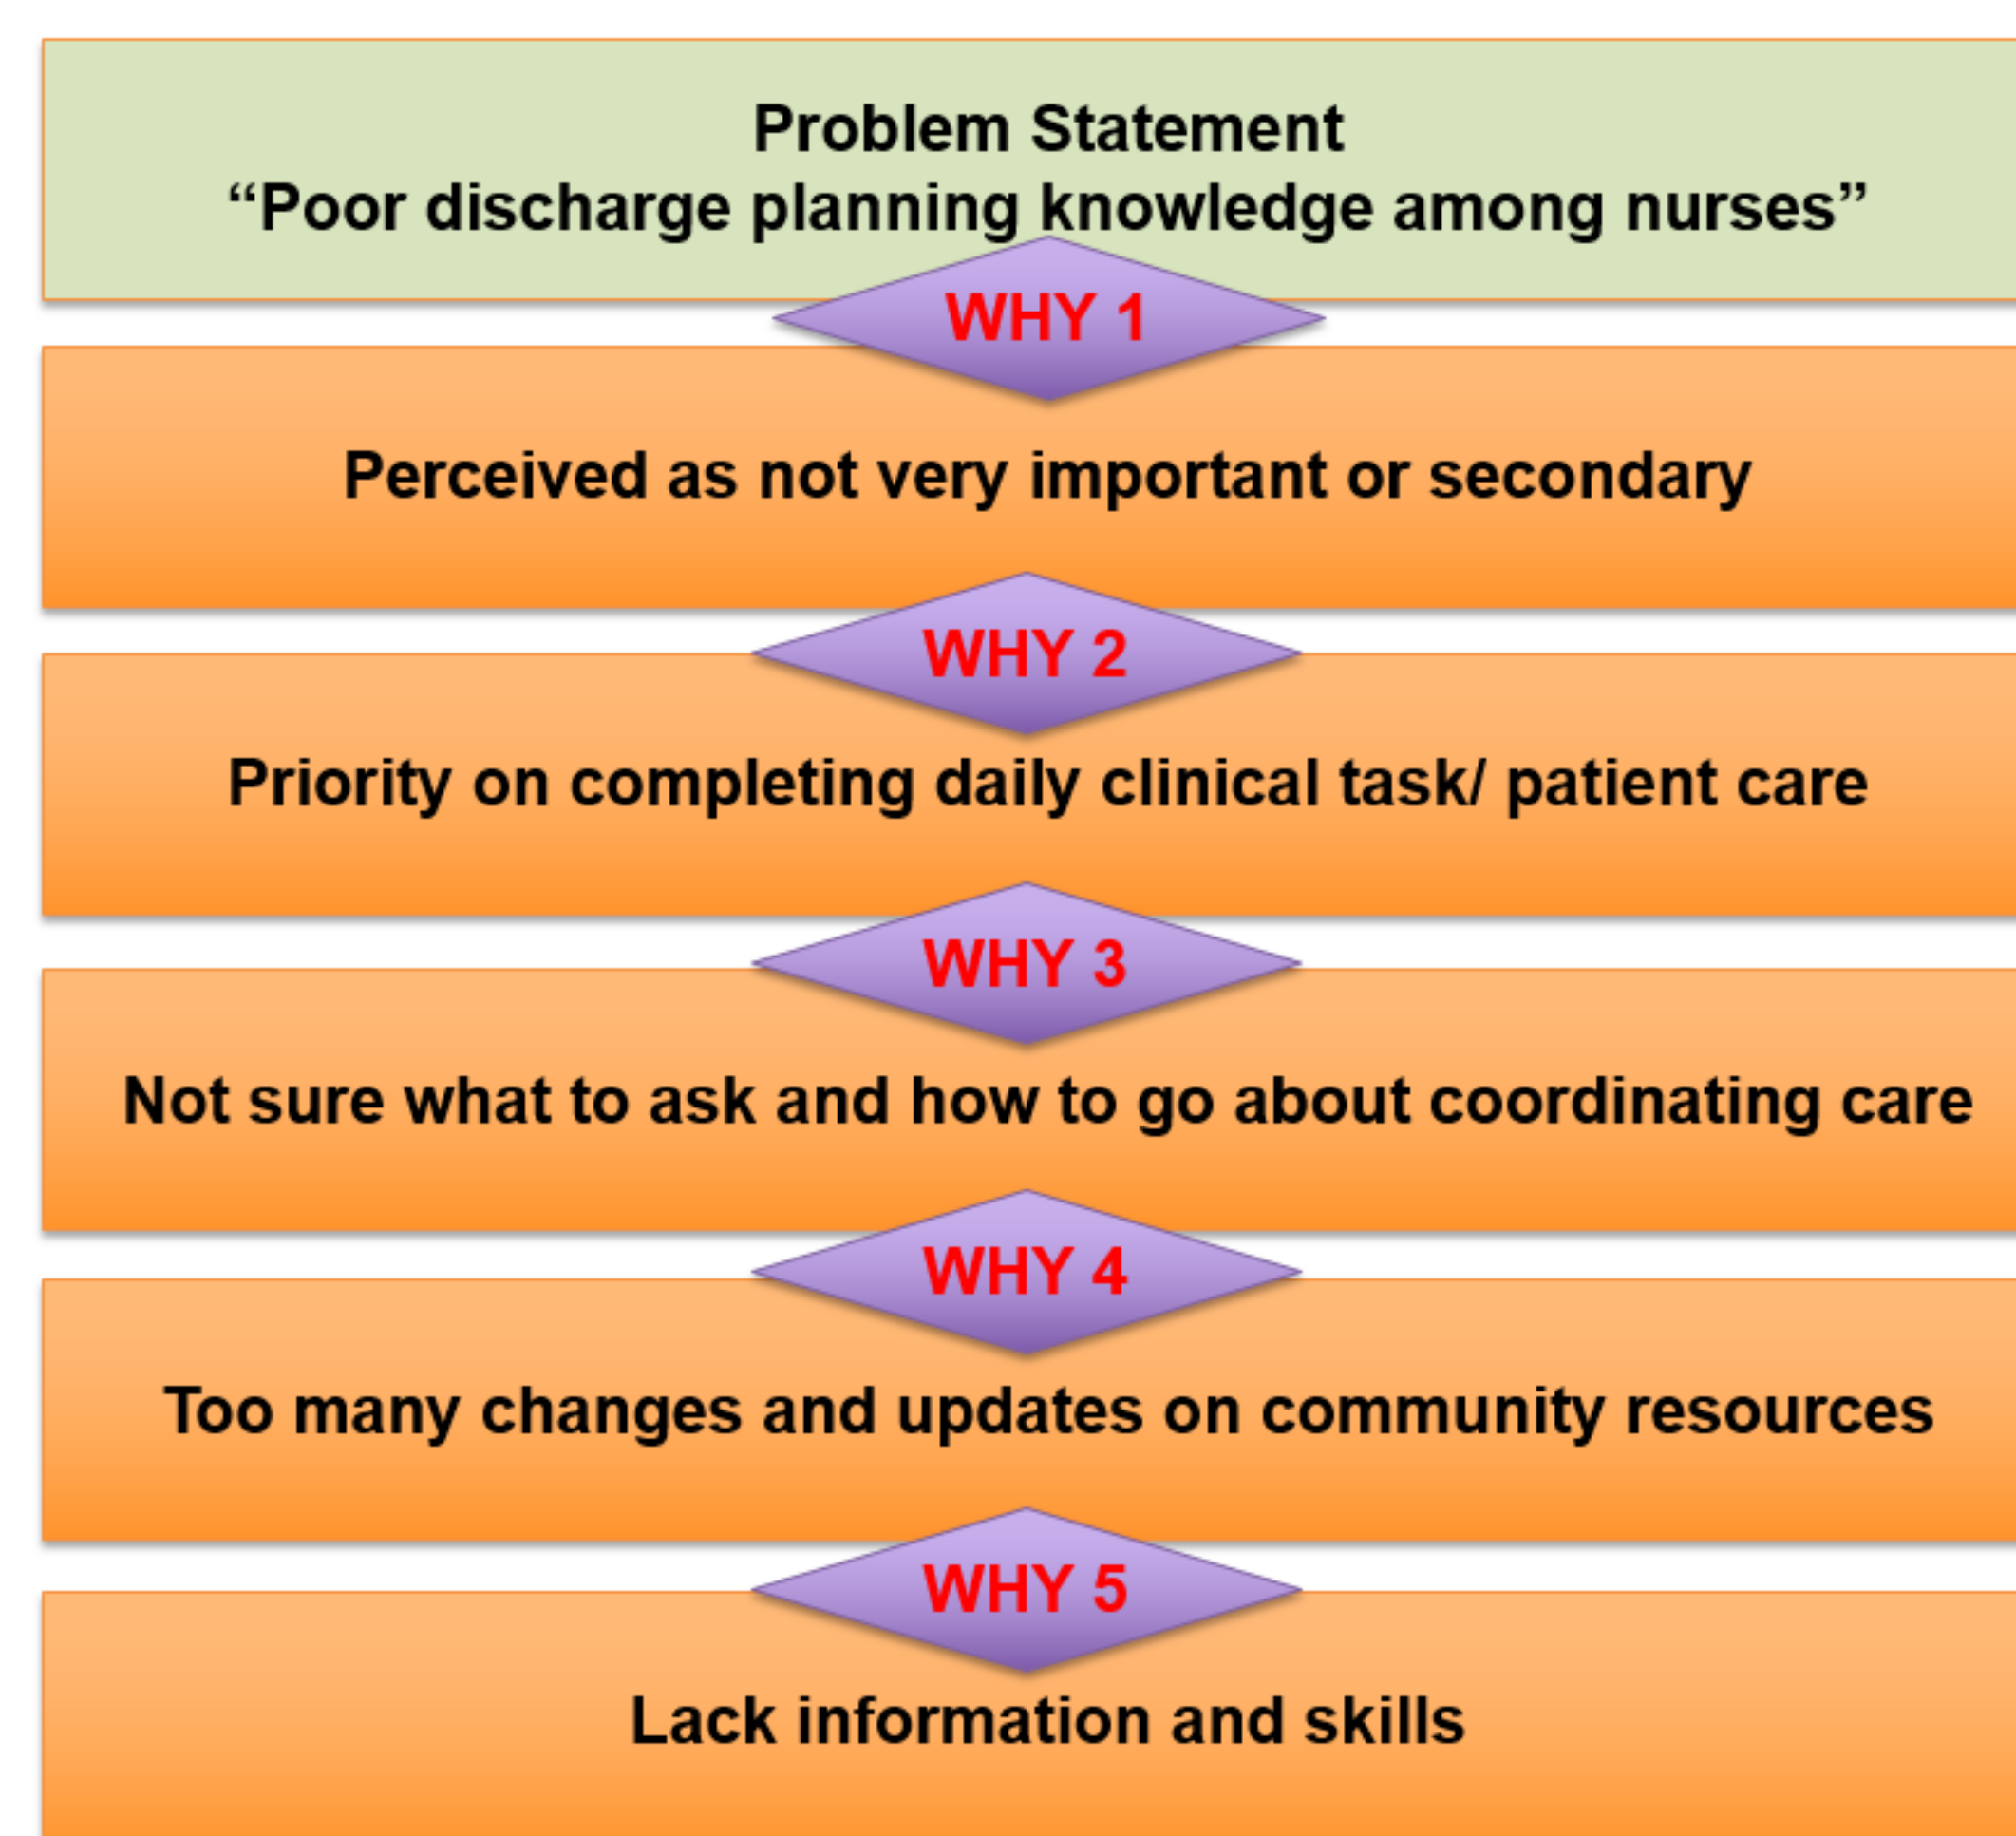 Problem Statement
“Poor discharge planning knowledge among nurses”
WHY 1
Perceived as not very important or secondary
WHY 2
Priority on completing daily clinical task/ patient care
WHY 3
Not sure what to ask and how to go about coordinating care
WHY 4
Too many changes and updates on community resources
WHY 5
Lack information and skills